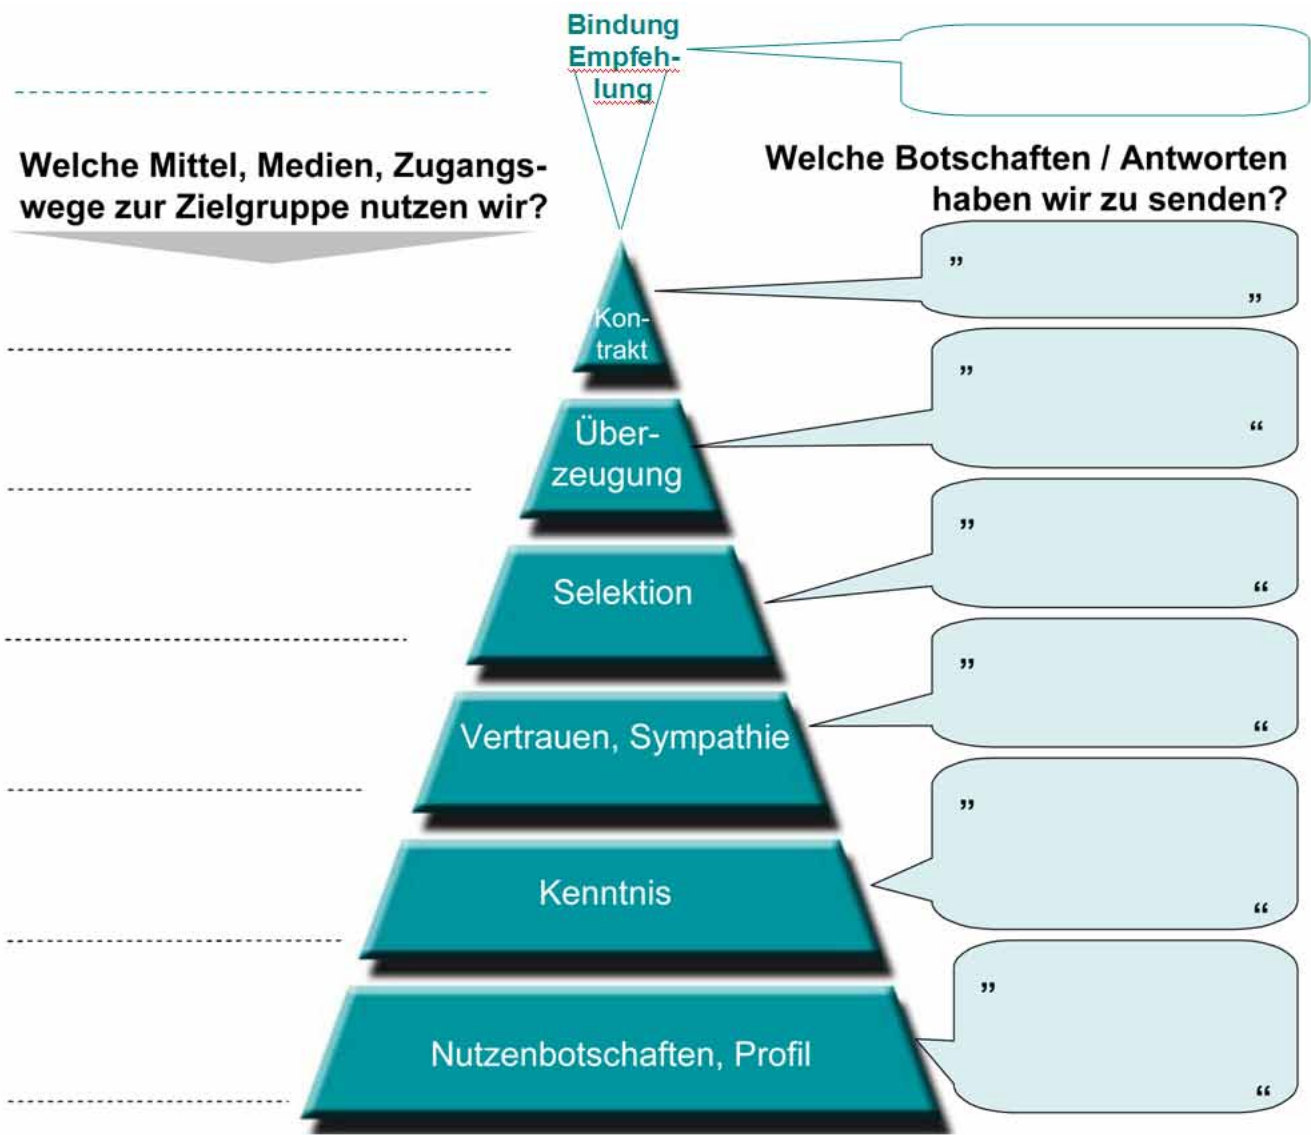 Bindung
Empfeh-
lung
Welche Mittel, Medien, Zugangs-
wege zur Zielgruppe nutzen wir?
Welche Botschaften / Antworten
haben wir zu senden?
”
”
Kon-
trakt
”
“
Über-
zeugung
”
“
Selektion
”
“
Vertrauen, Sympathie
”
“
Kenntnis
”
“
Nutzenbotschaften, Profil